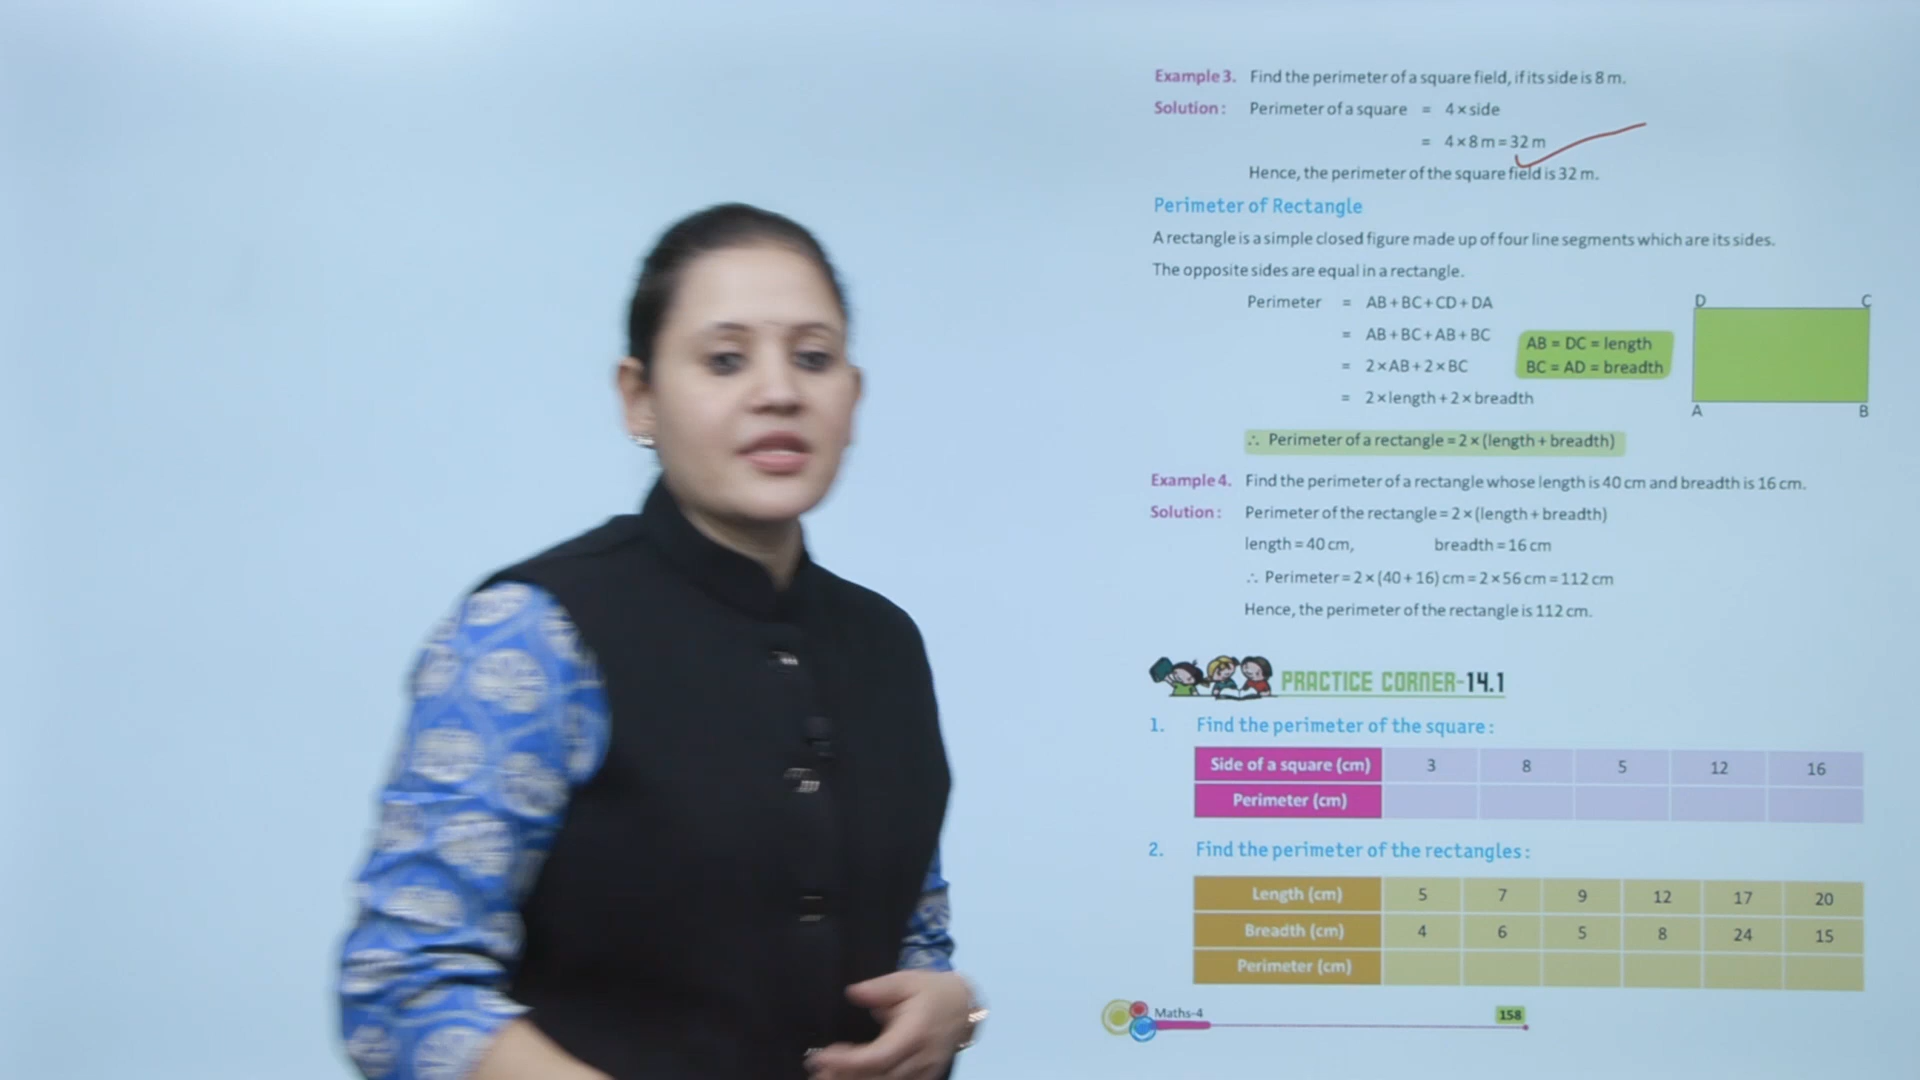 Example 3. Find the perimeter of a square field, if its side is 8 m.
Solution : Perimeter of a square = 4 × side
= 4 × 8 m = 32 m
Hence, the perimeter of the square field is 32 m.
Perimeter of Rectangle
A rectangle is a simple closed figure made up of four line segments which are its sides.
The opposite sides are equal in a rectangle.
Perimeter = AB + BC + CD + DA
= AB + BC + AB + BC
= 2 × AB + 2 × BC
= 2 × length + 2 × breadth
AB = DC = length
BC = AD = breadth
D C
A B
∴ Perimeter of a rectangle = 2 × (length + breadth)
Example 4. Find the perimeter of a rectangle whose length is 40 cm and breadth is 16 cm.
Solution : Perimeter of the rectangle = 2 × (length + breadth)
length = 40 cm, breadth = 16 cm
∴ Perimeter = 2 × (40 + 16) cm = 2 × 56 cm = 112 cm
Hence, the perimeter of the rectangle is 112 cm.
PRACTICE CORNER-14.1
1. Find the perimeter of the square :
Side of a square (cm) 3 8 5 12 16
Perimeter (cm)
2. Find the perimeter of the rectangles :
Length (cm) 5 7 9 12 17 20
Breadth (cm) 4 6 5 8 24 15
Perimeter (cm)
Maths-4 158